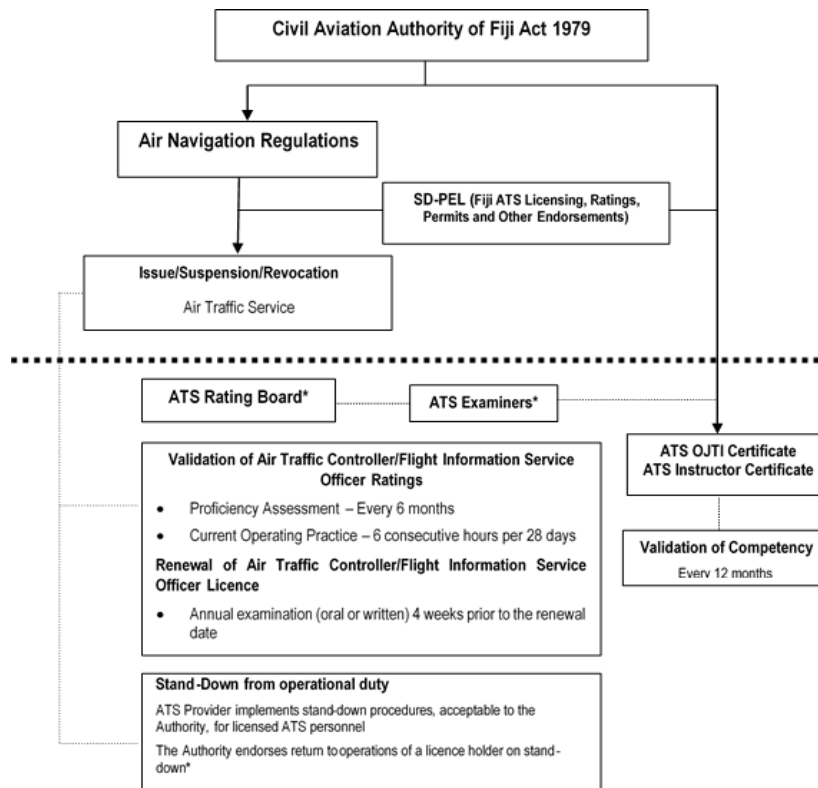 Civil Aviation Authority of Fiji Act 1979
Air Navigation Regulations
SD-PEL (Fiji ATS Licensing, Ratings,
Permits and Other Endorsements)
Issue/Suspension/Revocation
Air Traffic Service
ATS Rating Board*
ATS Examiners*
ATS OJTI Certificate
ATS Instructor Certificate
Validation of Air Traffic Controller/Flight Information Service
Officer Ratings
• Proficiency Assessment – Every 6 months
• Current Operating Practice – 6 consecutive hours per 28 days
Renewal of Air Traffic Controller/Flight Information Service
Officer Licence
• Annual examination (oral or written) 4 weeks prior to the renewal
date
Validation of Competency
Every 12 months
Stand-Down from operational duty
ATS Provider implements stand-down procedures, acceptable to the
Authority, for licensed ATS personnel
The Authority endorses return to operations of a licence holder on stand-
down*